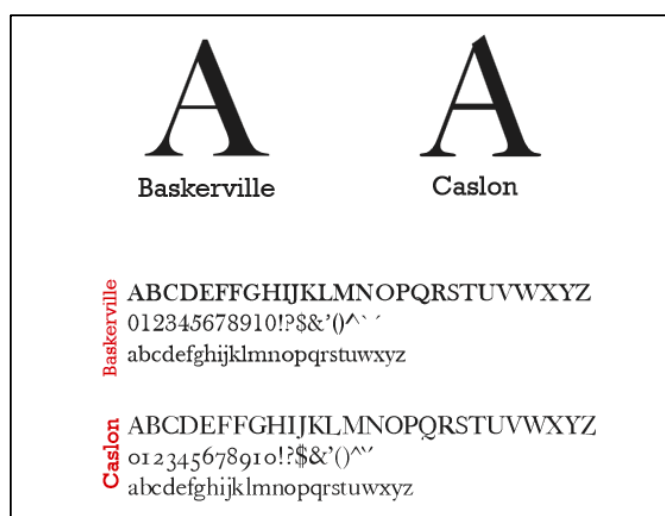 A A
Baskerville Caslon
Baskerville
ABCDEFFGHIJKLMNOPQRSTUVWXYZ
012345678910!?$&’()^` ´
abcdefghijklmnopqrstuwxyz
Caslon
ABCDEFFGHIJKLMNOPQRSTUVWXYZ
012345678910!?$&’()^`´
abcdefghijklmnopqrstuwxyz